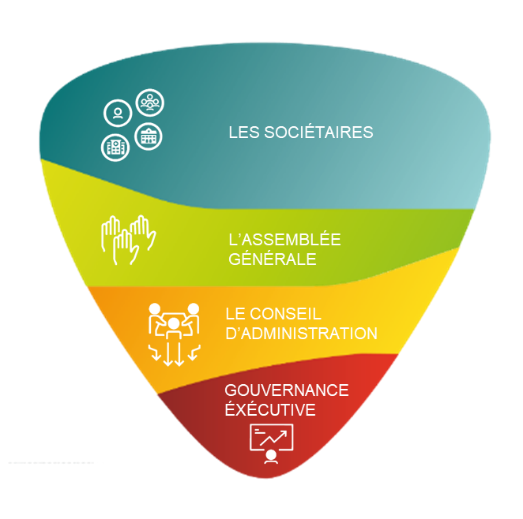 LES SOCIÉTAIRES
L'ASSEMBLÉE
GÉNÉRALE
LE CONSEIL
D'ADMINISTRATION
GOUVERNANCE
ÉXÉCUTIVE